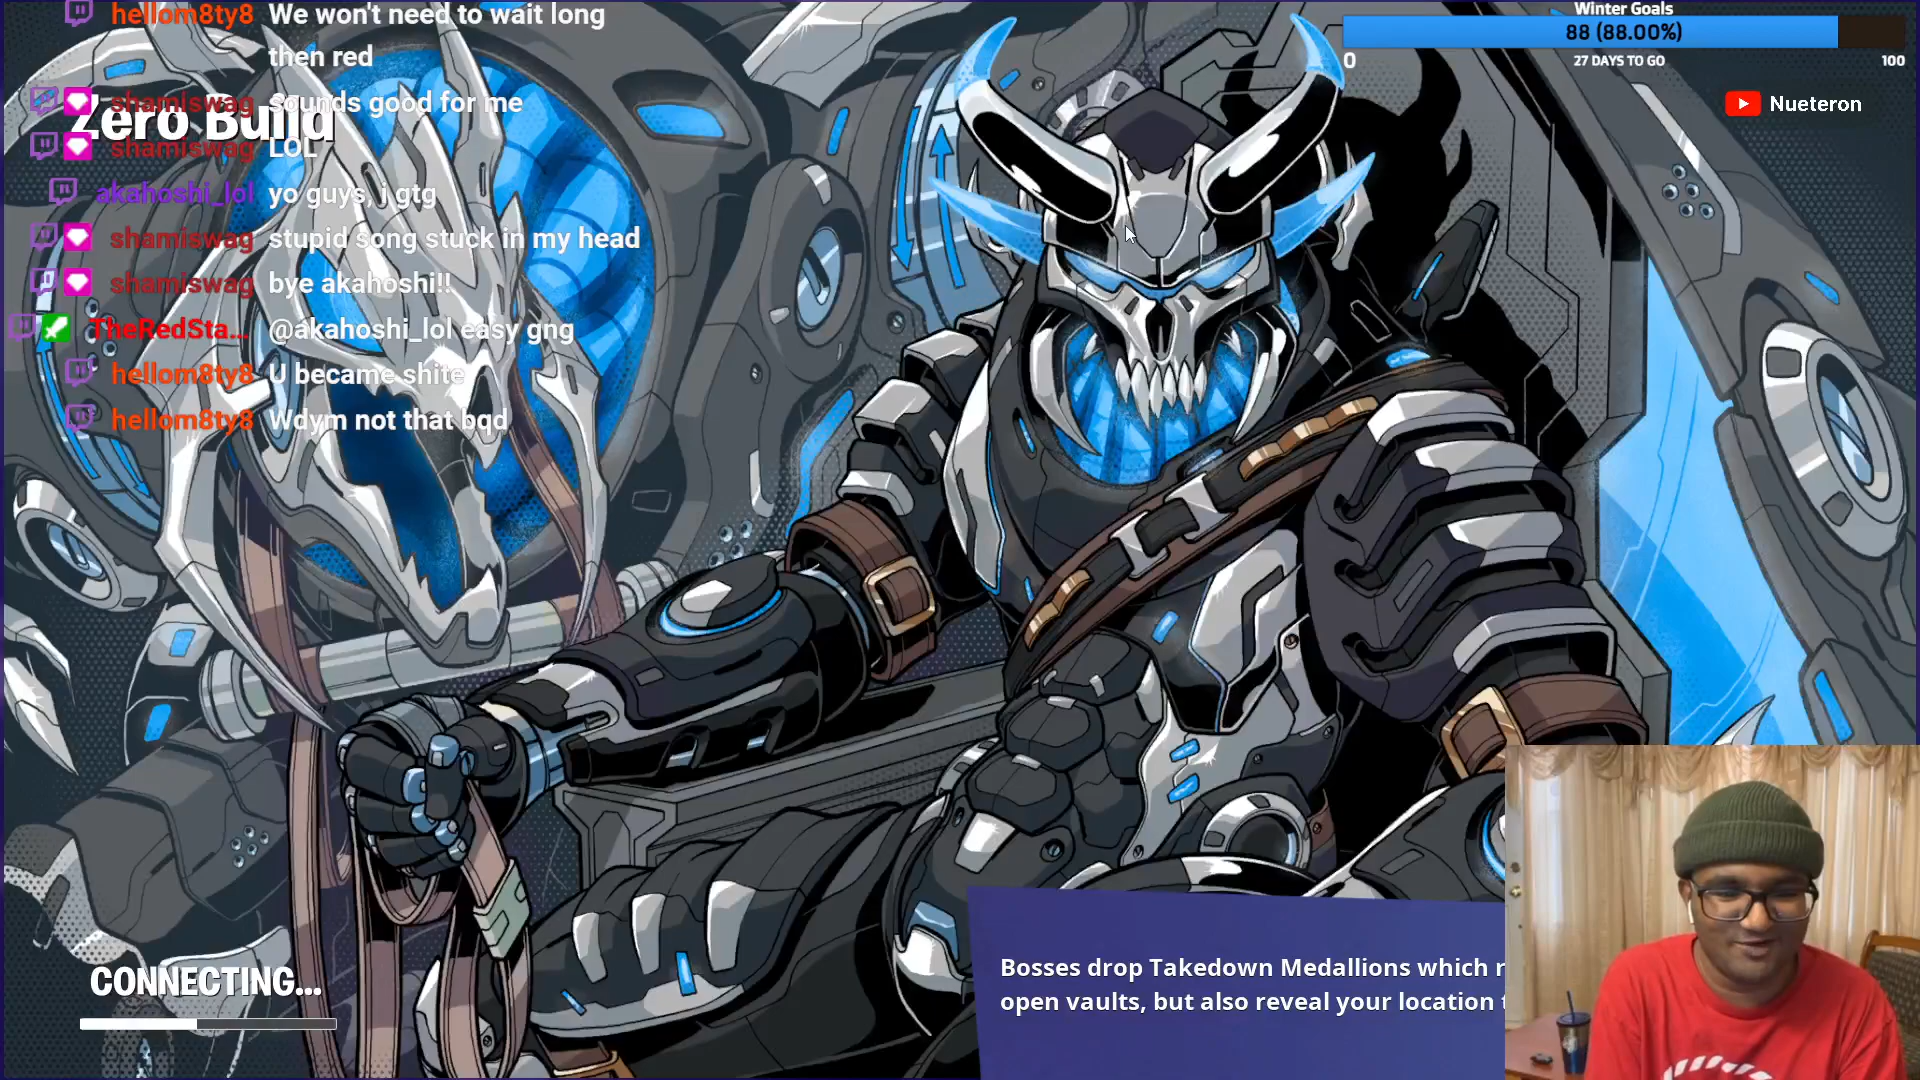 hellom8ty8 We won't need to wait long
then red
shamiswag sounds good for me
Zero Build
shamiswag LOL
akahoshi_lol yo guys, i gtg
shamiswag stupid song stuck in my head
shamiswag bye akahoshi!!
TheRedSta... @akahoshi_lol easy gng
hellom8ty8 U became shite
hellom8ty8 Wdym not that bqd
Winter Goals
88 (88.00%)
0 27 DAYS TO GO 100
Nueteron
CONNECTING...
Bosses drop Takedown Medallions which r
open vaults, but also reveal your location t